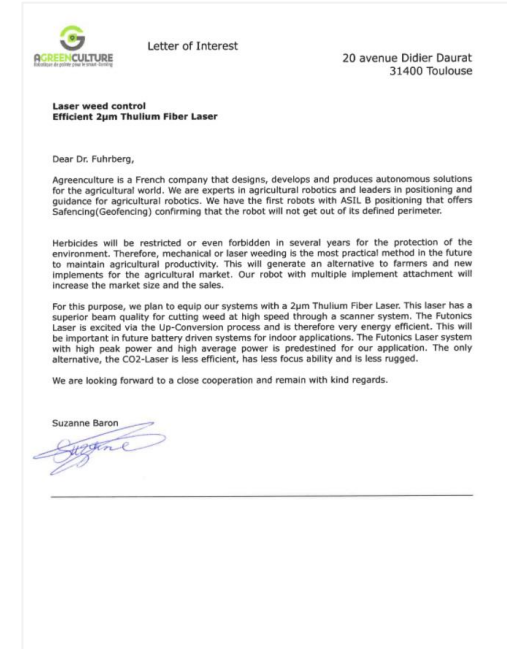 AGREENCULTURE
Letter of Interest
20 avenue Didier Daurat
31400 Toulouse
Laser weed control
Efficient 2µm Thulium Fiber Laser
Dear Dr. Fuhrberg,
Agreenculture is a French company that designs, develops and produces autonomous solutions
for the agricultural world. We are experts in agricultural robotics and leaders in positioning and
guidance for agricultural robotics. We have the first robots with ASIL B positioning that offers
Safencing(Geofencing) confirming that the robot will not get out of its defined perimeter.
Herbicides will be restricted or even forbidden in several years for the protection of the
environment. Therefore, mechanical or laser weeding is the most practical method in the future
to maintain agricultural productivity. This will generate an alternative to farmers and new
implements for the agricultural market. Our robot with multiple implement attachment will
increase the market size and the sales.
For this purpose, we plan to equip our systems with a 2µm Thulium Fiber Laser. This laser has a
superior beam quality for cutting weed at high speed through a scanner system. The Futonics
Laser is excited via the Up-Conversion process and is therefore very energy efficient. This will
be important in future battery driven systems for indoor applications. The Futonics Laser system
with high peak power and high average power is predestined for our application. The only
alternative, the CO2-Laser is less efficient, has less focus ability and is less rugged.
We are looking forward to a close cooperation and remain with kind regards.
Suzanne Baron